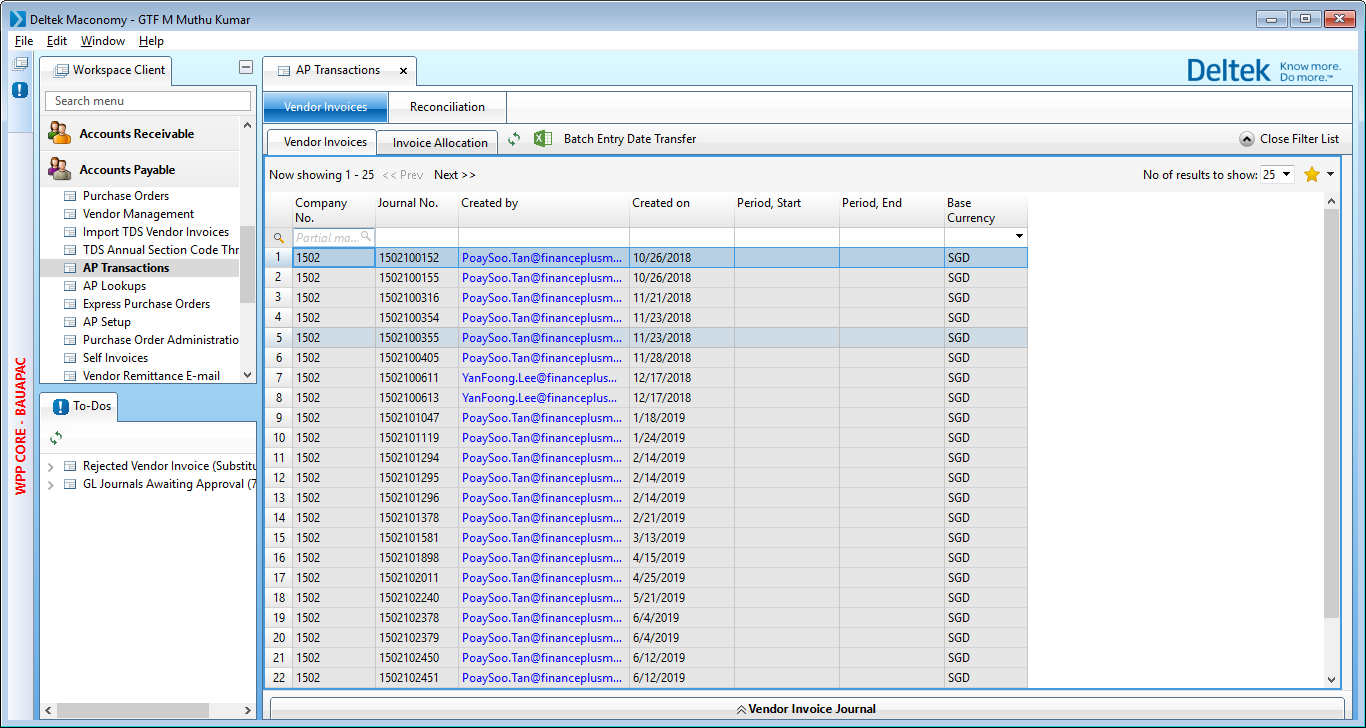 Deltek Maconomy - GTF M Muthu Kumar
File Edit Window Help
Workspace Client
Search menu
Accounts Receivable
Accounts Payable
Purchase Orders
Vendor Management
Import TDS Vendor Invoices
TDS Annual Section Code Thr
AP Transactions
AP Lookups
Express Purchase Orders
AP Setup
Purchase Order Administratio
Self Invoices
Vendor Remittance E-mail
To-Dos
Rejected Vendor Invoice (Substitu
GL Journals Awaiting Approval (7
WPP CORE - BAUAPAC
AP Transactions x
Deltek Know more.
Do more.™
Vendor Invoices Reconciliation
Vendor Invoices Invoice Allocation Batch Entry Date Transfer Close Filter List
Now showing 1 - 25 << Prev Next >> No of results to show: 25
Company No. Journal No. Created by Created on Period, Start Period, End Base Currency
Partial ma...
1 1502 1502100152 PoaySoo.Tan@financeplusm... 10/26/2018 SGD
2 1502 1502100155 PoaySoo.Tan@financeplusm... 10/26/2018 SGD
3 1502 1502100316 PoaySoo.Tan@financeplusm... 11/21/2018 SGD
4 1502 1502100354 PoaySoo.Tan@financeplusm... 11/23/2018 SGD
5 1502 1502100355 PoaySoo.Tan@financeplusm... 11/23/2018 SGD
6 1502 1502100405 PoaySoo.Tan@financeplusm... 11/28/2018 SGD
7 1502 1502100611 YanFoong.Lee@financeplus... 12/17/2018 SGD
8 1502 1502100613 YanFoong.Lee@financeplus... 12/17/2018 SGD
9 1502 1502101047 PoaySoo.Tan@financeplusm... 1/18/2019 SGD
10 1502 1502101119 PoaySoo.Tan@financeplusm... 1/24/2019 SGD
11 1502 1502101294 PoaySoo.Tan@financeplusm... 2/14/2019 SGD
12 1502 1502101295 PoaySoo.Tan@financeplusm... 2/14/2019 SGD
13 1502 1502101296 PoaySoo.Tan@financeplusm... 2/14/2019 SGD
14 1502 1502101378 PoaySoo.Tan@financeplusm... 2/21/2019 SGD
15 1502 1502101581 PoaySoo.Tan@financeplusm... 3/13/2019 SGD
16 1502 1502101898 PoaySoo.Tan@financeplusm... 4/15/2019 SGD
17 1502 1502102011 PoaySoo.Tan@financeplusm... 4/25/2019 SGD
18 1502 1502102240 PoaySoo.Tan@financeplusm... 5/21/2019 SGD
19 1502 1502102378 PoaySoo.Tan@financeplusm... 6/4/2019 SGD
20 1502 1502102379 PoaySoo.Tan@financeplusm... 6/4/2019 SGD
21 1502 1502102450 PoaySoo.Tan@financeplusm... 6/12/2019 SGD
22 1502 1502102451 PoaySoo.Tan@financeplusm... 6/12/2019 SGD
Vendor Invoice Journal